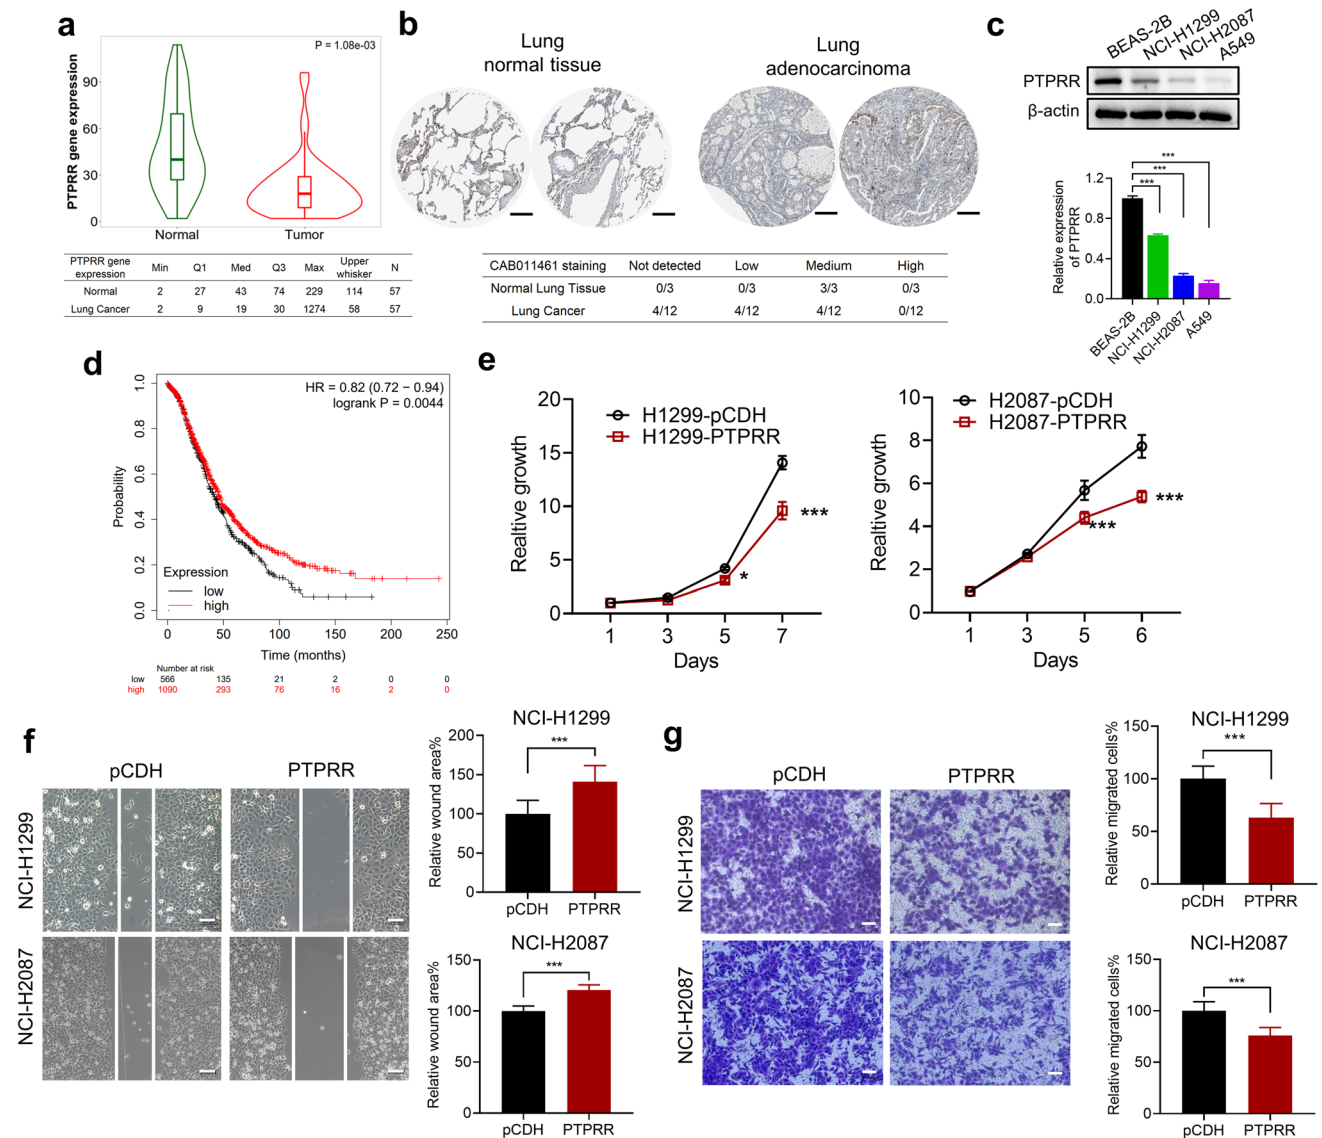 a
P = 1.08e-03
PTPRR gene expression
90
60
30
0
Normal
Tumor
PTPRR gene expression Min Q1 Med Q3 Max Upper whisker N
Normal 2 27 43 74 229 114 57
Lung Cancer 2 9 19 30 1274 58 57
b
Lung
normal tissue
Lung
adenocarcinoma
CAB011461 staining Not detected Low Medium High
Normal Lung Tissue 0/3 0/3 3/3 0/3
Lung Cancer 4/12 4/12 4/12 0/12
c
BEAS-2B
NCI-H1299
NCI-H2087
A549
PTPRR
β-actin
Relative expression
of PTPRR
1.2
0.8
0.4
0.0
***
***
***
BEAS-2B
NCI-H1299
NCI-H2087
A549
d
HR = 0.82 (0.72 − 0.94)
logrank P = 0.0044
Probability
1.0
0.8
0.6
0.4
0.2
0.0
Expression
low
high
0 50 100 150 200 250
Time (months)
Number at risk
low 566 135 21 2 0 0
high 1090 293 76 16 2 0
e
Realtive growth
20
15
10
5
0
H1299-pCDH
H1299-PTPRR
*
***
1 3 5 7
Days
Realtive growth
10
8
6
4
2
0
H2087-pCDH
H2087-PTPRR
***
***
1 3 5 6
Days
f
pCDH
PTPRR
NCI-H1299
NCI-H2087
NCI-H1299
Relative wound area%
200
150
100
50
0
***
pCDH PTPRR
NCI-H2087
Relative wound area%
150
100
50
0
***
pCDH PTPRR
g
pCDH
PTPRR
NCI-H1299
NCI-H2087
NCI-H1299
Relative migrated cells%
150
100
50
0
***
pCDH PTPRR
NCI-H2087
Relative migrated cells%
150
100
50
0
***
pCDH PTPRR